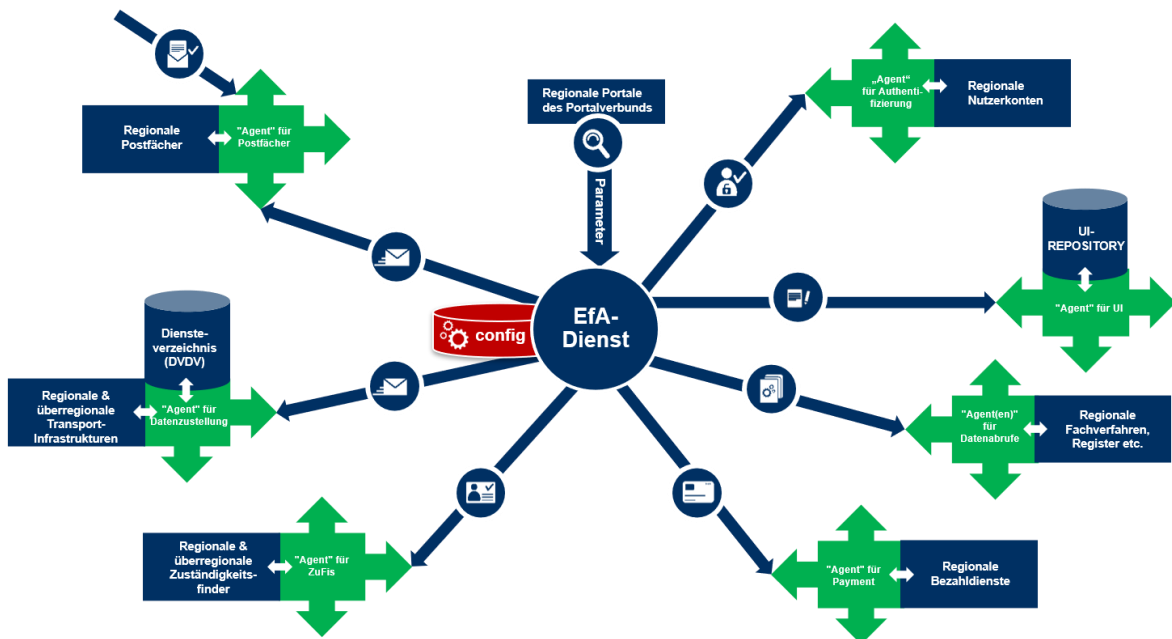 Regionale Portale
des Portalverbunds
Parameter
EfA-
Dienst
config
Regionale
Postfächer
"Agent" für
Postfächer
„Agent“
für Authenti-
fizierung
Regionale
Nutzerkonten
UI-
REPOSITORY
"Agent" für UI
Dienste-
verzeichnis
(DVDV)
Regionale &
überregionale
Transport-
Infrastrukturen
"Agent" für
Datenzustellung
"Agent(en)"
für
Datenabrufe
Regionale
Fachverfahren,
Register etc.
Regionale &
überregionale
Zuständigkeits-
finder
"Agent" für
ZuFis
"Agent" für
Payment
Regionale
Bezahldienste